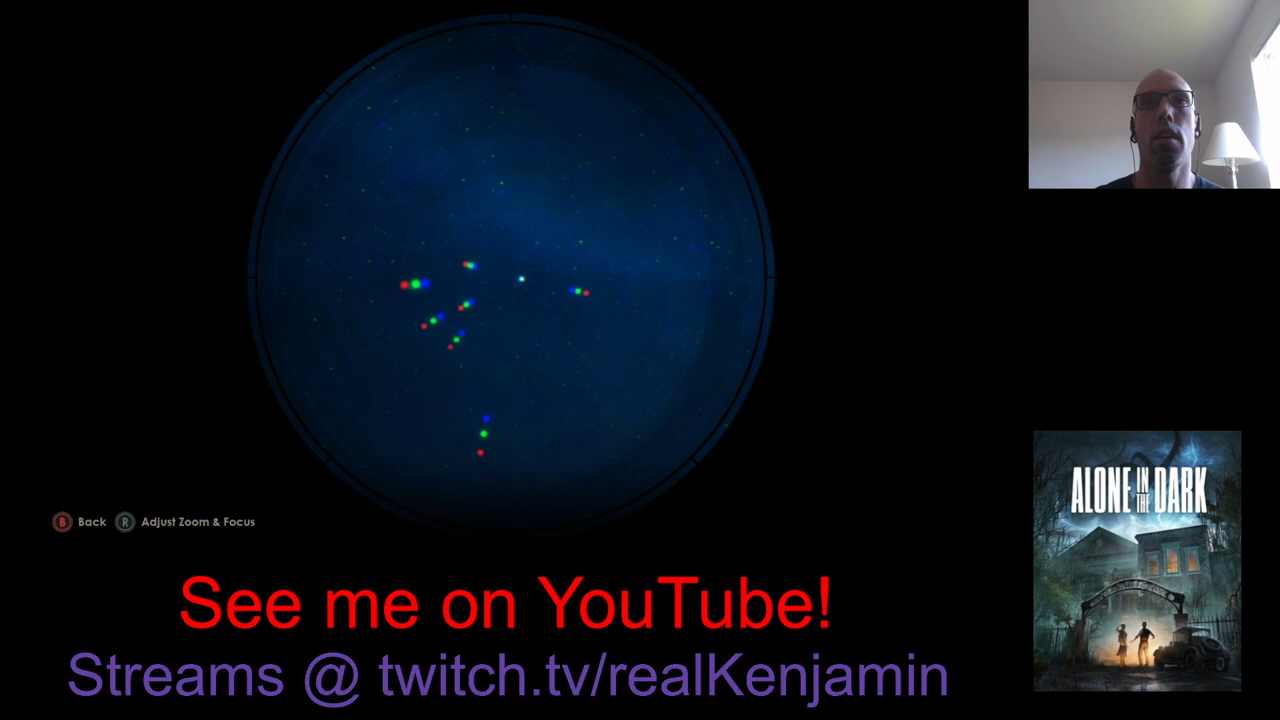 ALONE IN THE DARK
B Back R Adjust Zoom & Focus
See me on YouTube!
Streams @ twitch.tv/realKenjamin